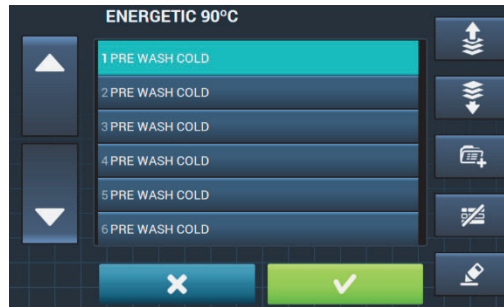 ENERGETIC 90ºC
1 PRE WASH COLD
2 PRE WASH COLD
3 PRE WASH COLD
4 PRE WASH COLD
5 PRE WASH COLD
6 PRE WASH COLD